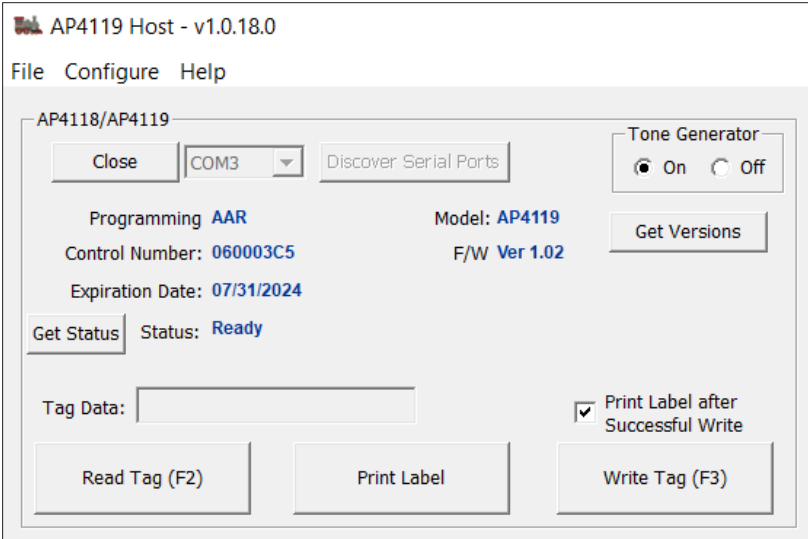 AP4119 Host - v1.0.18.0
File Configure Help
AP4118/AP4119
Close COM3 Discover Serial Ports
Tone Generator
On Off
Programming AAR Model: AP4119
Get Versions
Control Number: 060003C5 F/W Ver 1.02
Expiration Date: 07/31/2024
Get Status Status: Ready
Tag Data:
Print Label after
Successful Write
Read Tag (F2) Print Label Write Tag (F3)